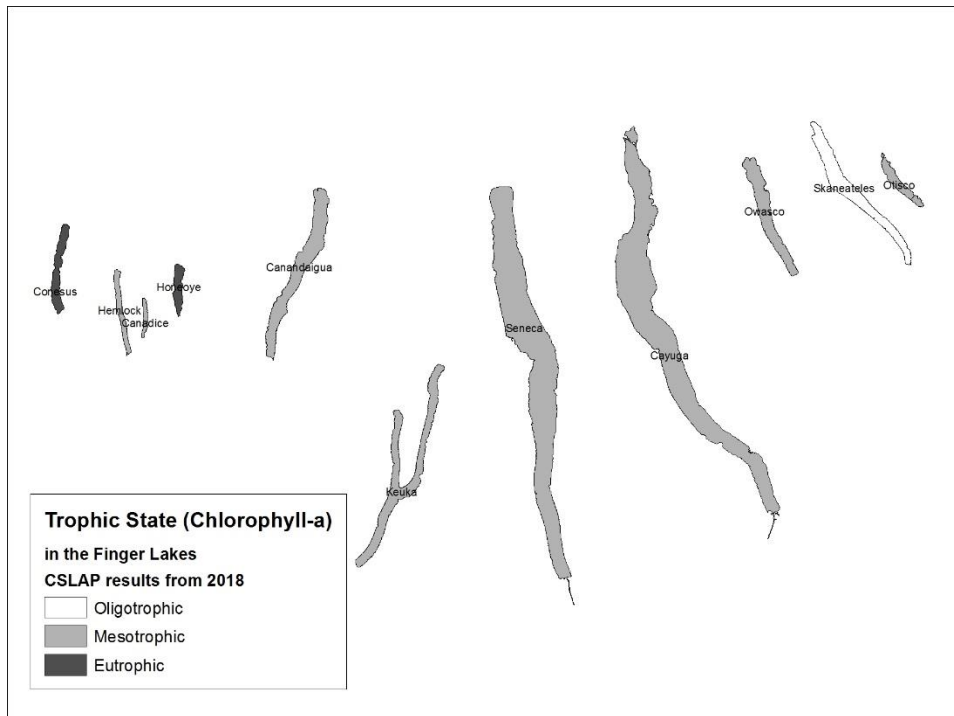 Skaneateles
Otisco
Owasco
Canandaigua
Conesus
Honeoye
Hemlock
Canadice
Seneca
Cayuga
Keuka
Trophic State (Chlorophyll-a)
in the Finger Lakes
CSLAP results from 2018
Oligotrophic
Mesotrophic
Eutrophic